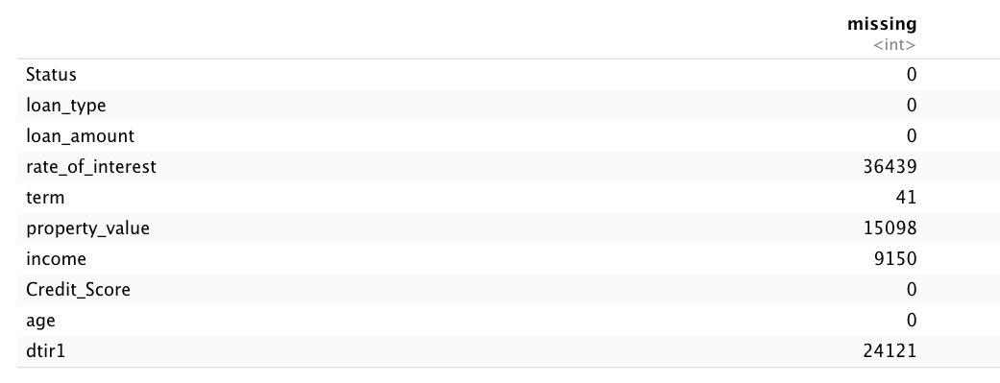 missing
<int>
Status 0
loan_type 0
loan_amount 0
rate_of_interest 36439
term 41
property_value 15098
income 9150
Credit_Score 0
age 0
dtir1 24121